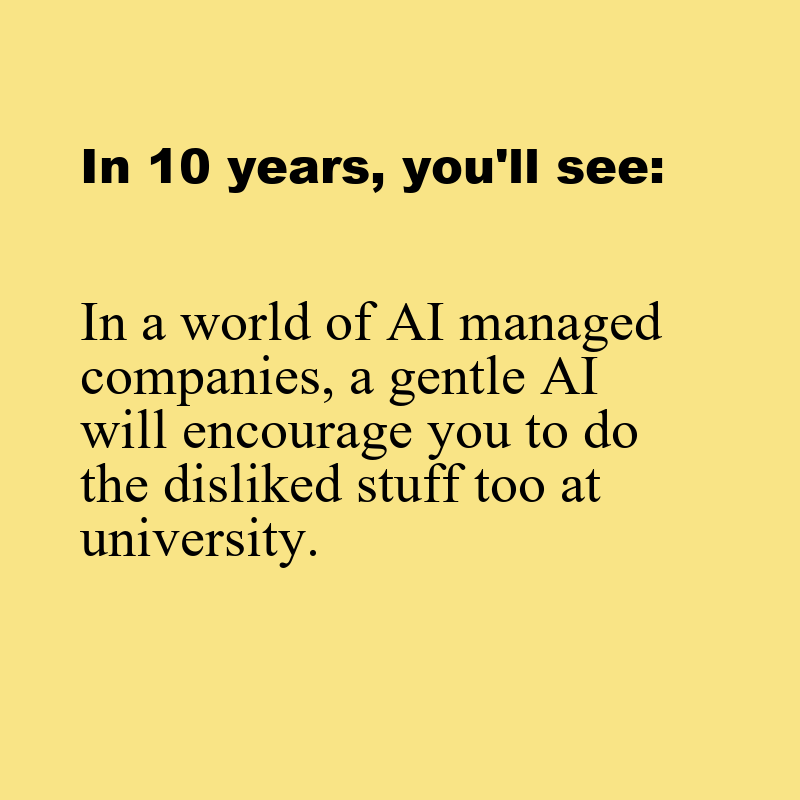 In 10 years, you'll see:
In a world of AI managed
companies, a gentle AI
will encourage you to do
the disliked stuff too at
university.